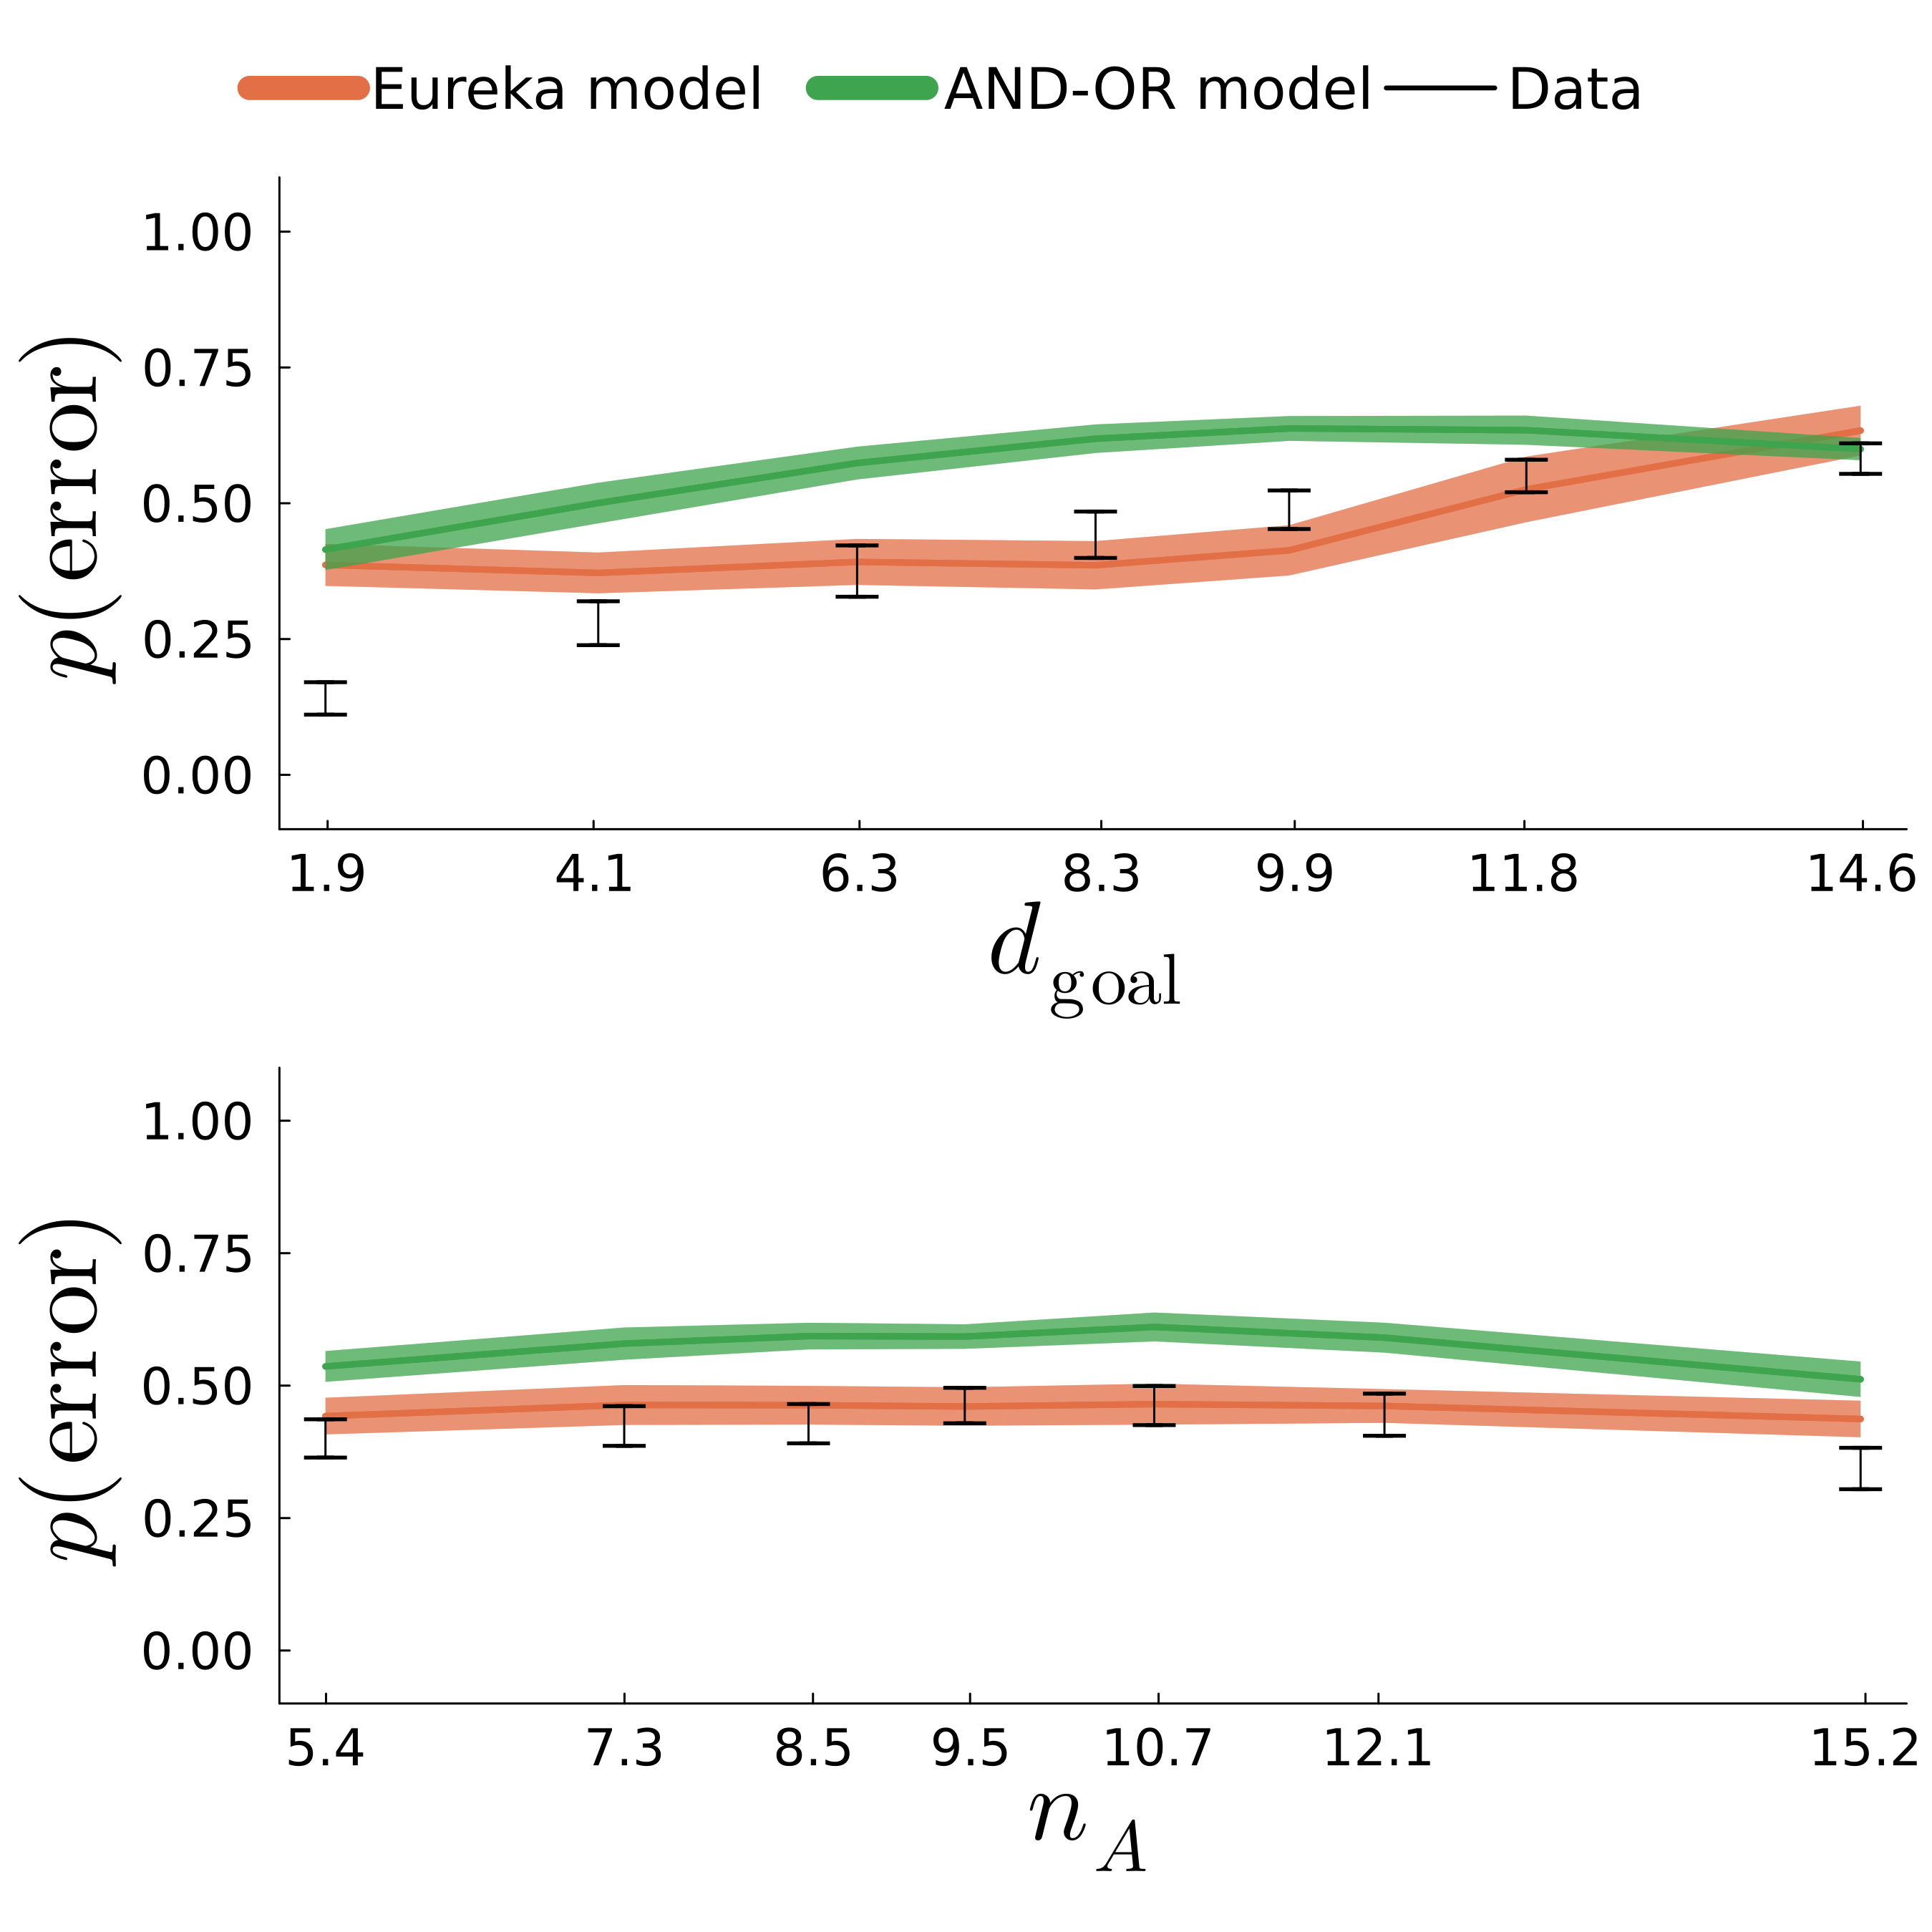 Eureka model AND-OR model Data
p(error)
1.00
0.75
0.50
0.25
0.00
1.9 4.1 6.3 8.3 9.9 11.8 14.6
d_goal
p(error)
1.00
0.75
0.50
0.25
0.00
5.4 7.3 8.5 9.5 10.7 12.1 15.2
n_A